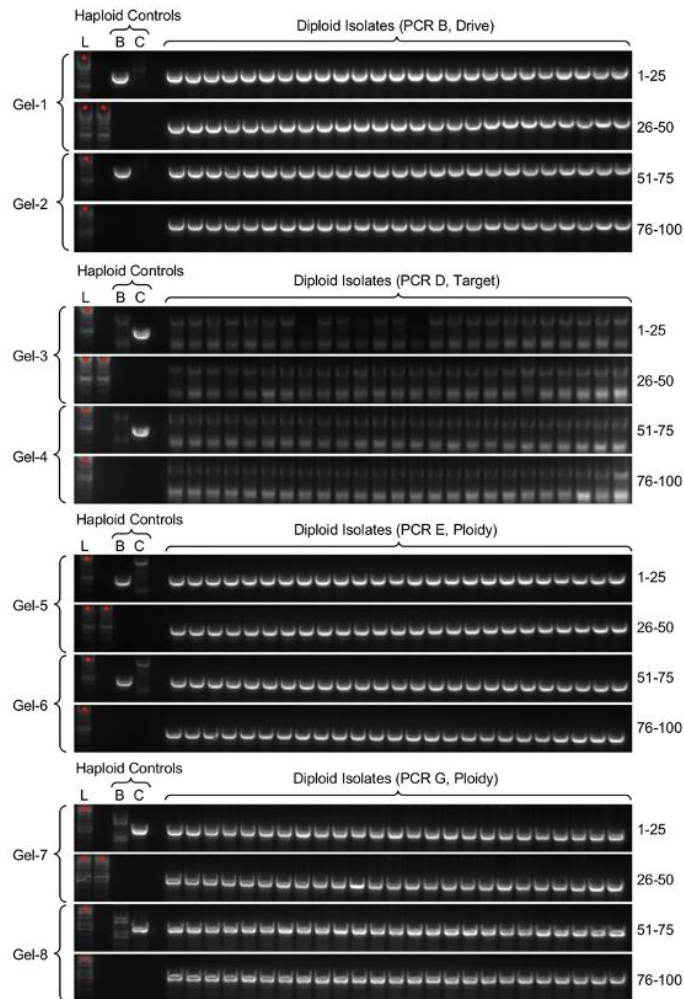 Haploid Controls
Diploid Isolates (PCR B, Drive)
L B C
Gel-1
1-25
26-50
Gel-2
51-75
76-100
Haploid Controls
Diploid Isolates (PCR D, Target)
L B C
Gel-3
1-25
26-50
Gel-4
51-75
76-100
Haploid Controls
Diploid Isolates (PCR E, Ploidy)
L B C
Gel-5
1-25
26-50
Gel-6
51-75
76-100
Haploid Controls
Diploid Isolates (PCR G, Ploidy)
L B C
Gel-7
1-25
26-50
Gel-8
51-75
76-100